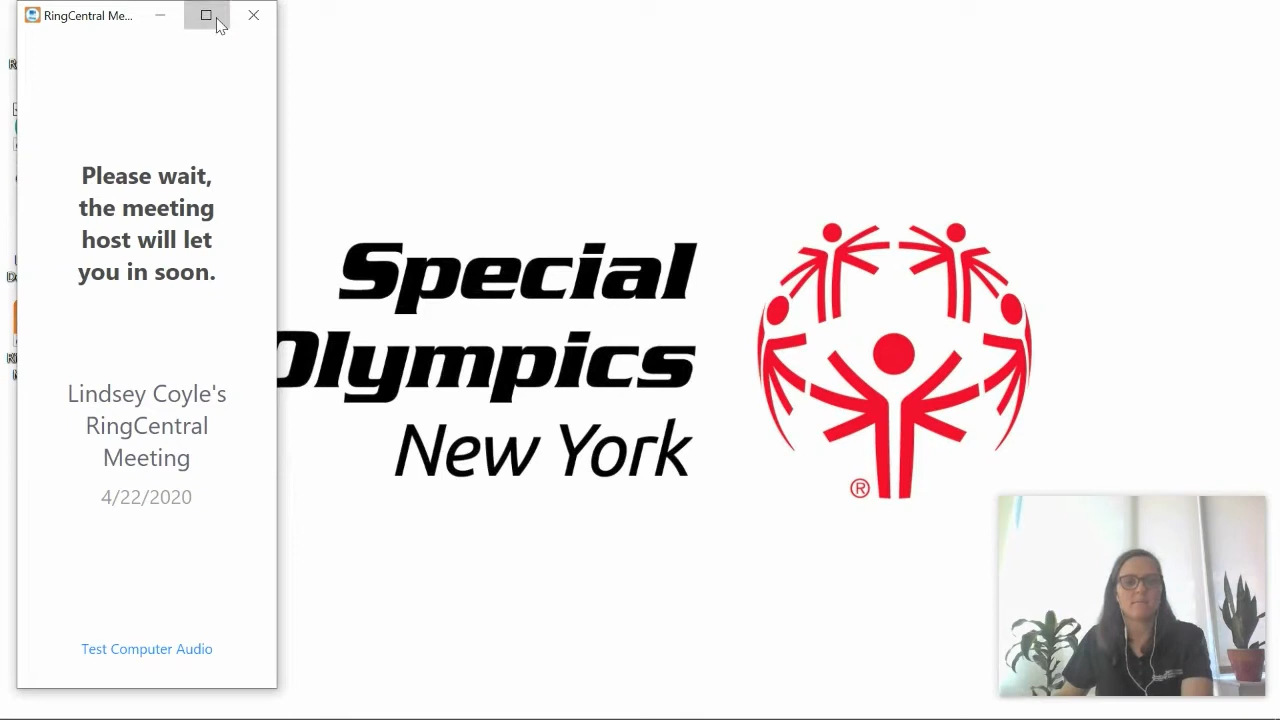 RingCentral Me...
Please wait,
the meeting
host will let
you in soon.
Lindsey Coyle's
RingCentral
Meeting
4/22/2020
Test Computer Audio
Special
Olympics
New York
®